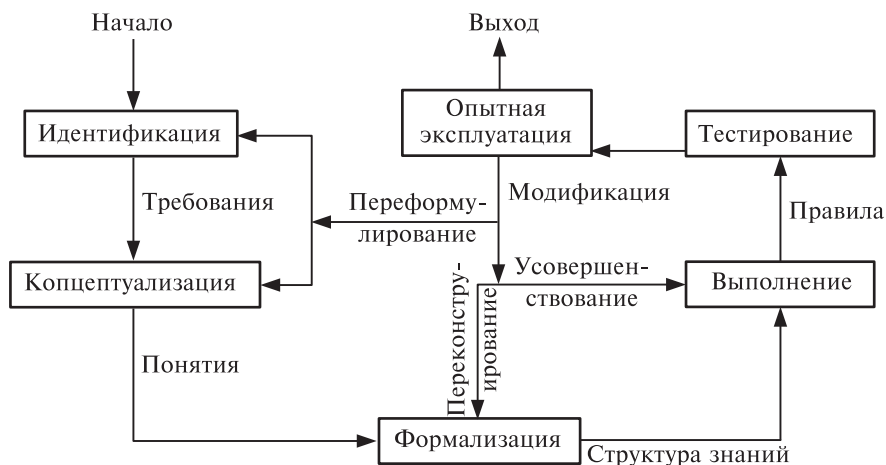 Начало
Выход
Идентификация
Опытная
эксплуатация
Тестирование
Требования
Переформу-
лирование
Модификация
Правила
Копцептуализация
Усовершен-
ствование
Выполнение
Переконстру-
ирование
Понятия
Формализация
Структура знаний